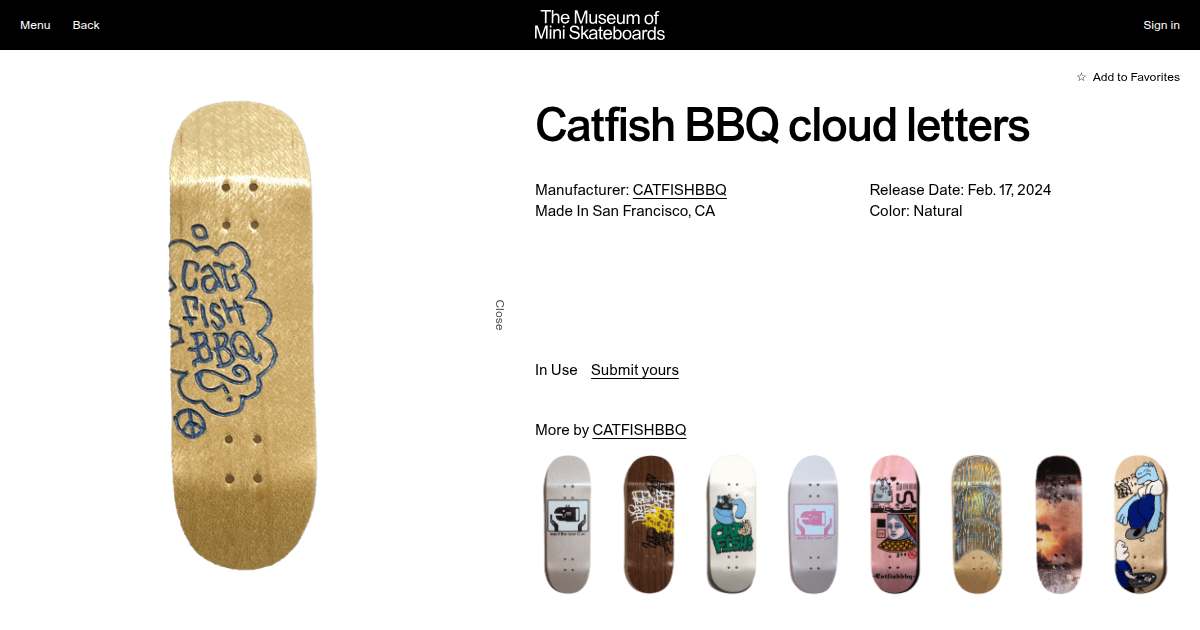 Menu
Back
The Museum of
Mini Skateboards
Sign in
☆ Add to Favorites
Catfish BBQ cloud letters
Manufacturer: CATFISHBBQ
Made In San Francisco, CA
Release Date: Feb. 17, 2024
Color: Natural
Cat
fish
BBQ
Close
In Use Submit yours
More by CATFISHBBQ
Catfishbbq